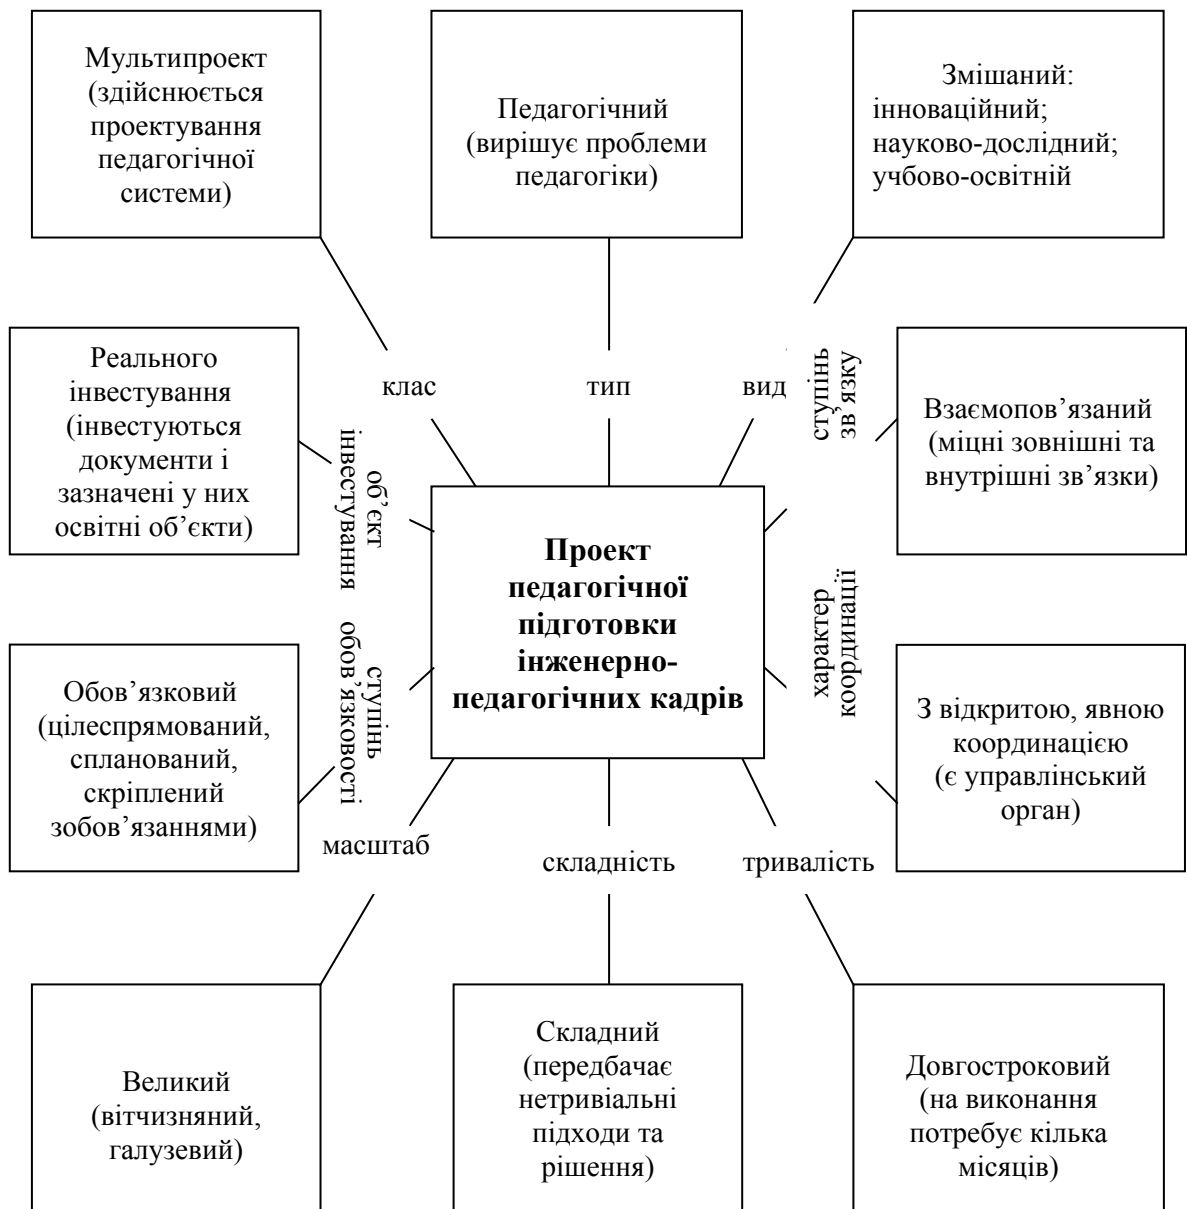 Мультипроект
(здійснюється
проектування
педагогічної
системи)
Педагогічний
(вирішує проблеми
педагогіки)
Змішаний:
інноваційний;
науково-дослідний;
учбово-освітній
клас
тип
вид
ступінь
зв’язку
Реального
інвестування
(інвестуються
документи і
зазначені у них
освітні об’єкти)
об’єкт
інвестування
Взаємопов’язаний
(міцні зовнішні та
внутрішні зв’язки)
Проект
педагогічної
підготовки
інженерно-
педагогічних кадрів
характер
координації
Обов’язковий
(цілеспрямований,
спланований,
скріплений
зобов’язаннями)
ступінь
обов’язковості
З відкритою, явною
координацією
(є управлінський
орган)
масштаб
складність
тривалість
Великий
(вітчизняний,
галузевий)
Складний
(передбачає
нетривіальні
підходи та
рішення)
Довгостроковий
(на виконання
потребує кілька
місяців)